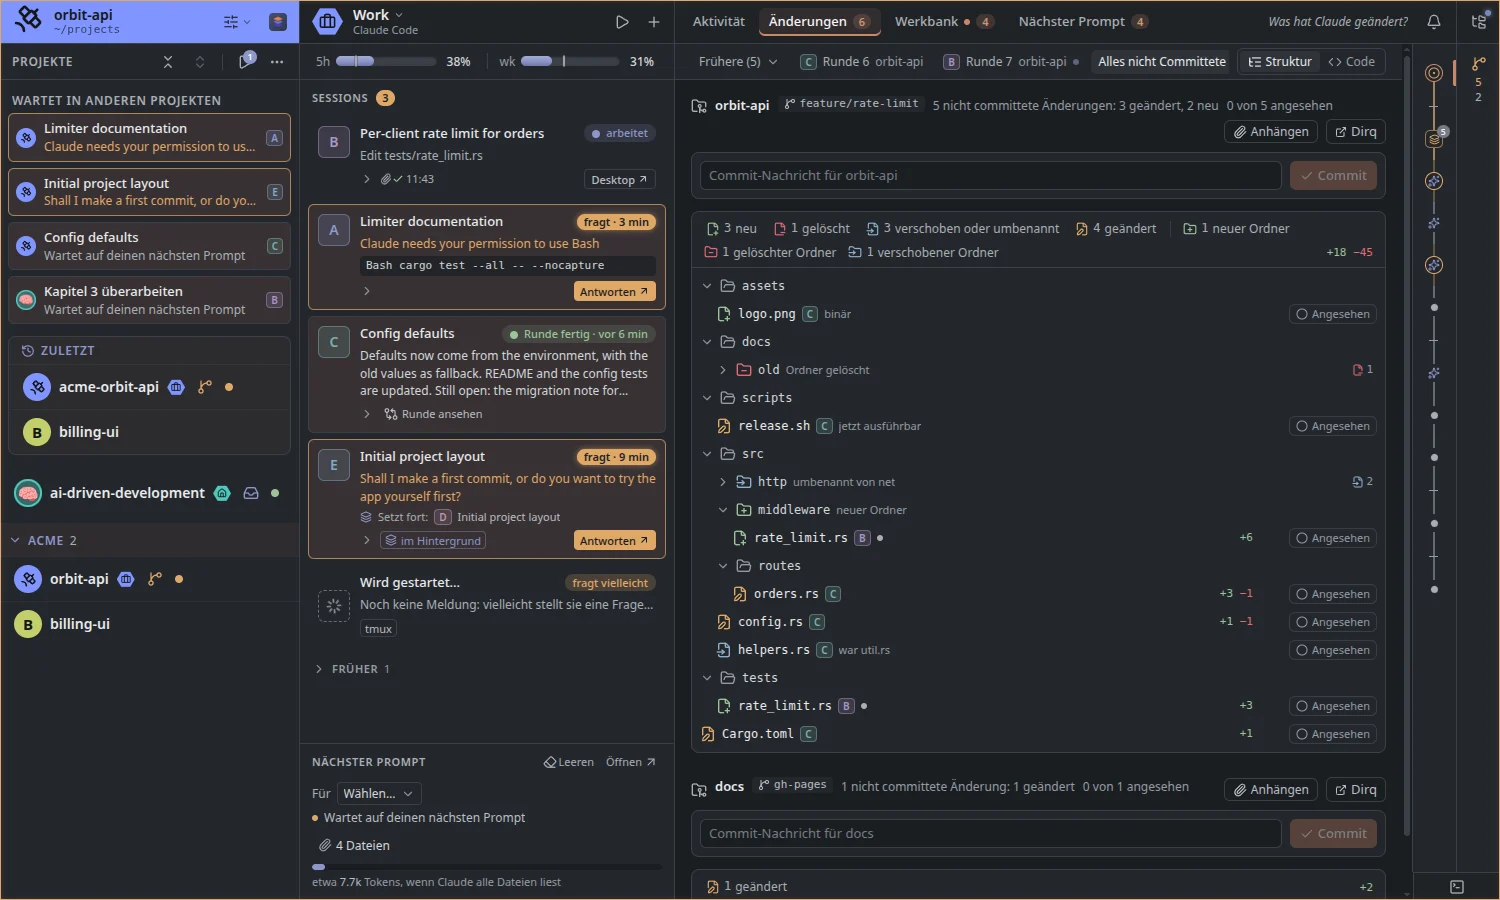 orbit-api
~/projects
Work
Claude Code
Aktivität
Änderungen 6
Werkbank 4
Nächster Prompt 4
Was hat Claude geändert?
PROJEKTE
1
5h 38%
wk 31%
Frühere (5)
C Runde 6 orbit-api
B Runde 7 orbit-api
Alles nicht Committete
Struktur
Code
WARTET IN ANDEREN PROJEKTEN
Limiter documentation
Claude needs your permission to us...
A
Initial project layout
Shall I make a first commit, or do yo...
E
Config defaults
Wartet auf deinen nächsten Prompt
C
Kapitel 3 überarbeiten
Wartet auf deinen nächsten Prompt
B
ZULETZT
acme-orbit-api
B billing-ui
ai-driven-development
ACME 2
orbit-api
B billing-ui
SESSIONS 3
B
Per-client rate limit for orders
arbeitet
Edit tests/rate_limit.rs
11:43
Desktop
A
Limiter documentation
fragt · 3 min
Claude needs your permission to use Bash
Bash cargo test --all -- --nocapture
Antworten
C
Config defaults
Runde fertig · vor 6 min
Defaults now come from the environment, with the
old values as fallback. README and the config tests
are updated. Still open: the migration note for...
Runde ansehen
E
Initial project layout
fragt · 9 min
Shall I make a first commit, or do you want to try the
app yourself first?
Setzt fort: D Initial project layout
im Hintergrund
Antworten
Wird gestartet...
fragt vielleicht
Noch keine Meldung: vielleicht stellt sie eine Frage...
tmux
FRÜHER 1
NÄCHSTER PROMPT
Leeren
Öffnen
Für Wählen...
Wartet auf deinen nächsten Prompt
4 Dateien
etwa 7.7k Tokens, wenn Claude alle Dateien liest
orbit-api feature/rate-limit 5 nicht committete Änderungen: 3 geändert, 2 neu 0 von 5 angesehen
Anhängen
Dirq
Commit-Nachricht für orbit-api
Commit
3 neu 1 gelöscht 3 verschoben oder umbenannt 4 geändert 1 neuer Ordner
1 gelöschter Ordner 1 verschobener Ordner +18 −45
assets
logo.png C binär Angesehen
docs
old Ordner gelöscht 1
scripts
release.sh C jetzt ausführbar Angesehen
src
http umbenannt von net 2
middleware neuer Ordner
rate_limit.rs B +6 Angesehen
routes
orders.rs C +3 −1 Angesehen
config.rs C +1 −1 Angesehen
helpers.rs C war util.rs Angesehen
tests
rate_limit.rs B +3 Angesehen
Cargo.toml C +1 Angesehen
docs gh-pages 1 nicht committete Änderung: 1 geändert 0 von 1 angesehen
Anhängen
Dirq
Commit-Nachricht für docs
Commit
1 geändert +2
5
5
2